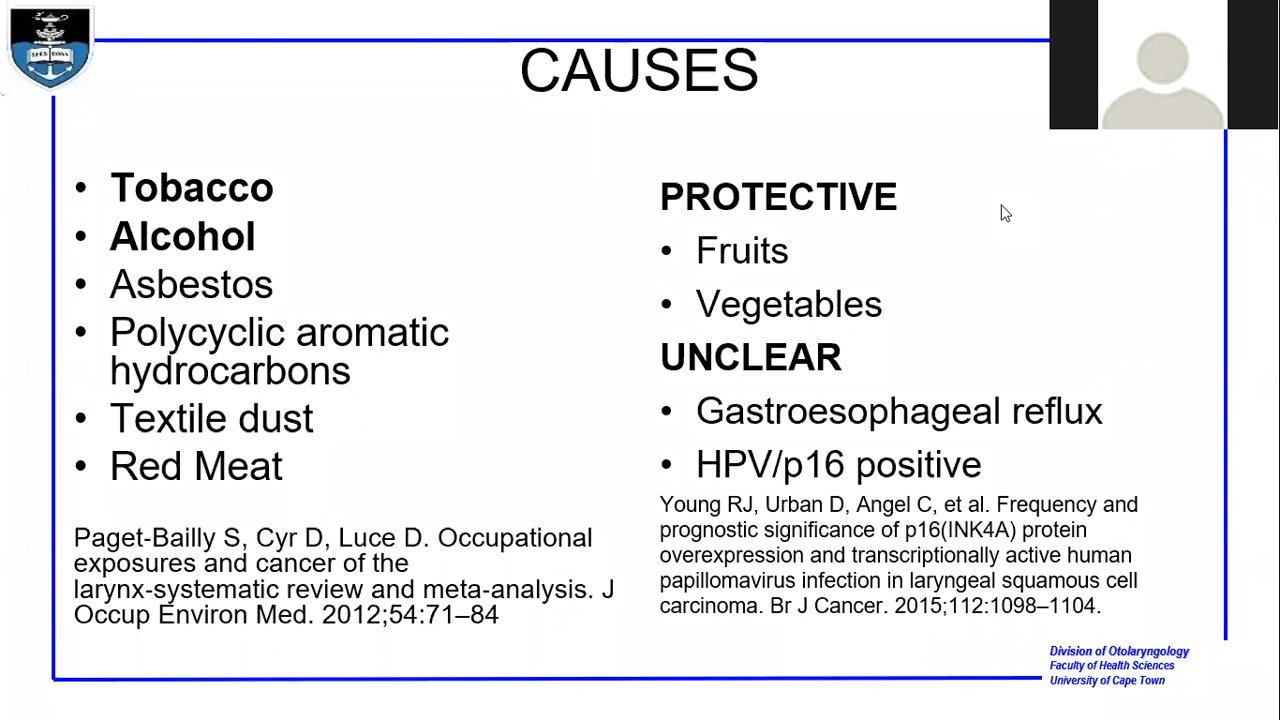 CAUSES
• Tobacco
• Alcohol
• Asbestos
• Polycyclic aromatic
hydrocarbons
• Textile dust
• Red Meat
Paget-Bailly S, Cyr D, Luce D. Occupational
exposures and cancer of the
larynx-systematic review and meta-analysis. J
Occup Environ Med. 2012;54:71–84
PROTECTIVE
• Fruits
• Vegetables
UNCLEAR
• Gastroesophageal reflux
• HPV/p16 positive
Young RJ, Urban D, Angel C, et al. Frequency and
prognostic significance of p16(INK4A) protein
overexpression and transcriptionally active human
papillomavirus infection in laryngeal squamous cell
carcinoma. Br J Cancer. 2015;112:1098–1104.
Division of Otolaryngology
Faculty of Health Sciences
University of Cape Town